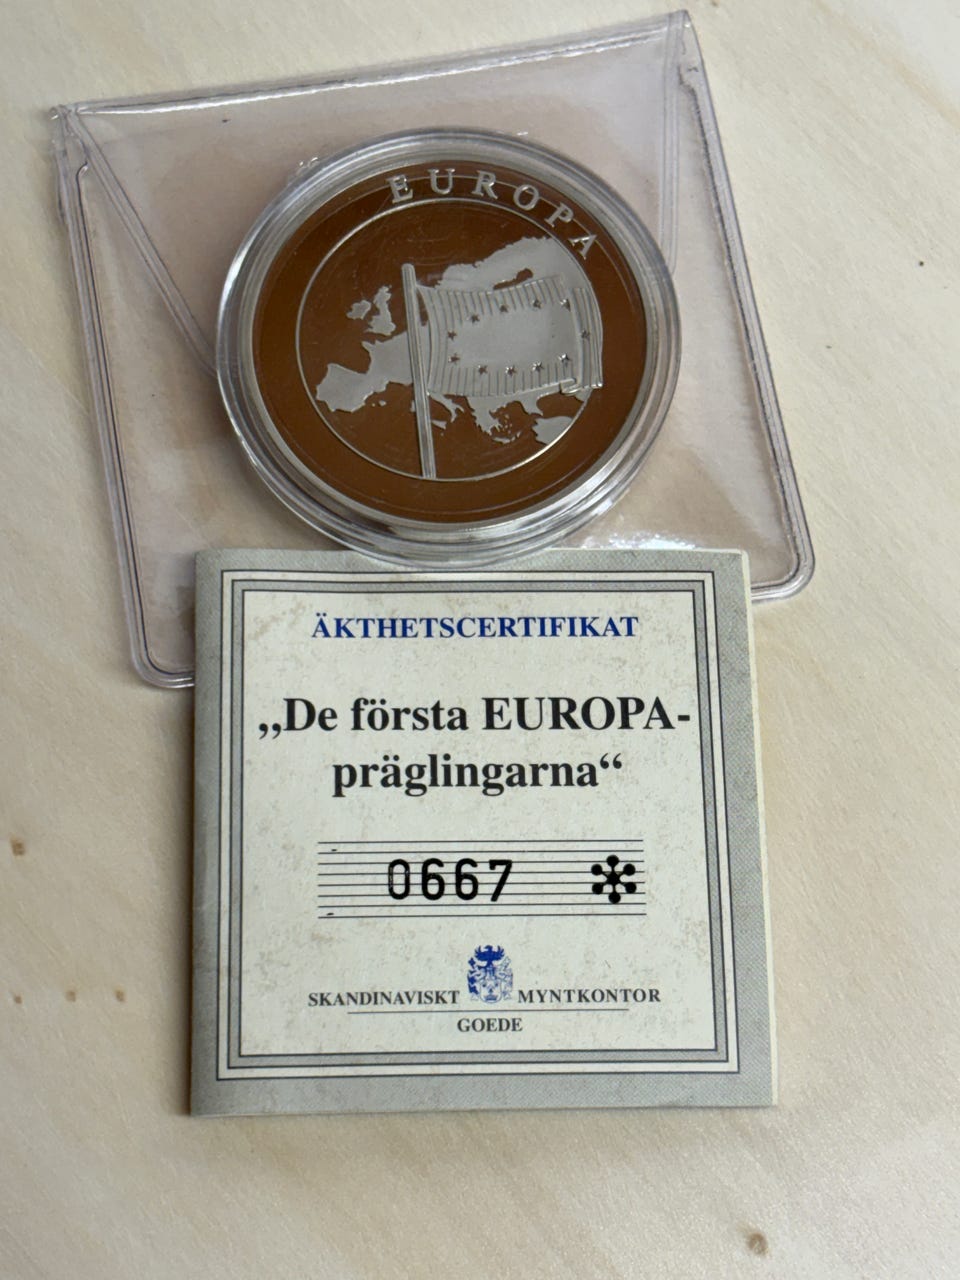 EUROPA
ÄKTHETSCERTIFIKAT
„De första EUROPA-
präglingarna“
0667
SKANDINAVISKT MYNTKONTOR
GOEDE